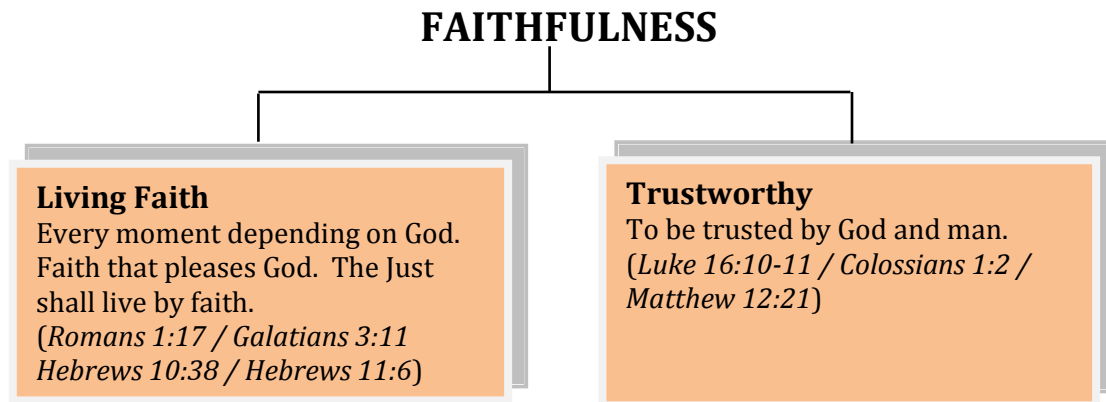 FAITHFULNESS
Living Faith
Every moment depending on God.
Faith that pleases God.  The Just
shall live by faith.
(Romans 1:17 / Galatians 3:11
Hebrews 10:38 / Hebrews 11:6)
Trustworthy
To be trusted by God and man.
(Luke 16:10-11 / Colossians 1:2 /
Matthew 12:21)